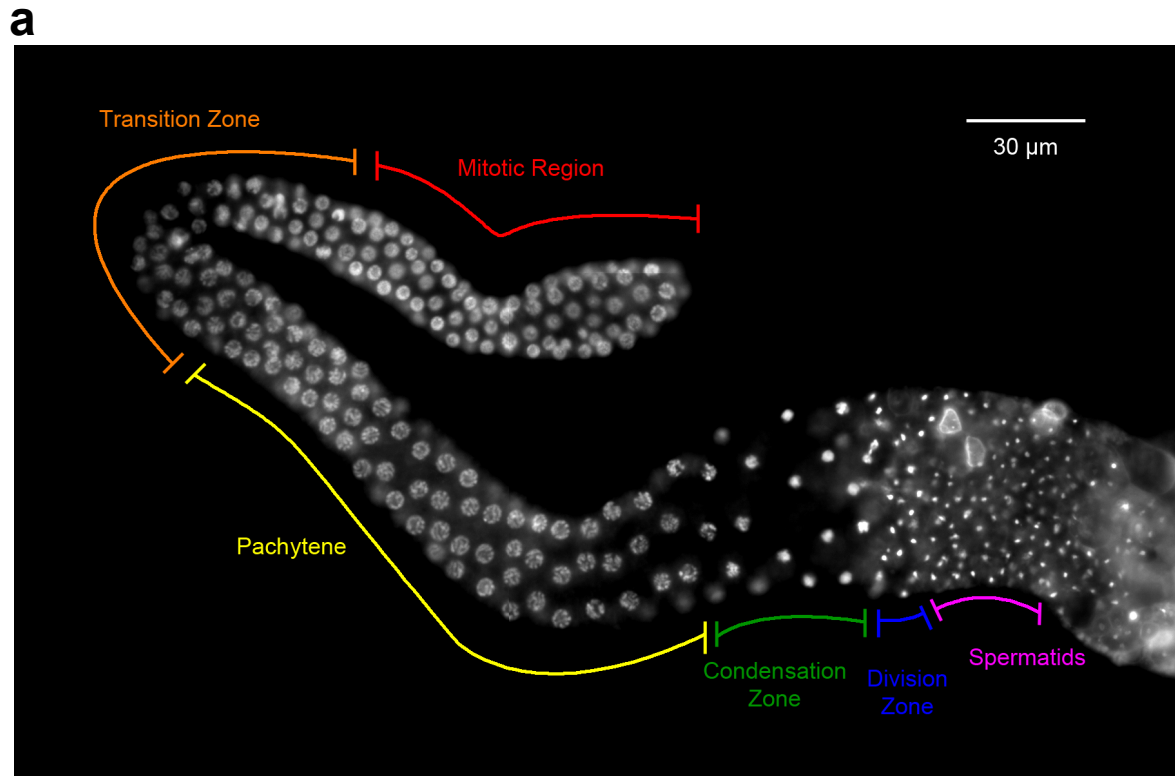 a
Transition Zone
30 µm
Mitotic Region
Pachytene
Condensation
Zone
Division
Zone
Spermatids